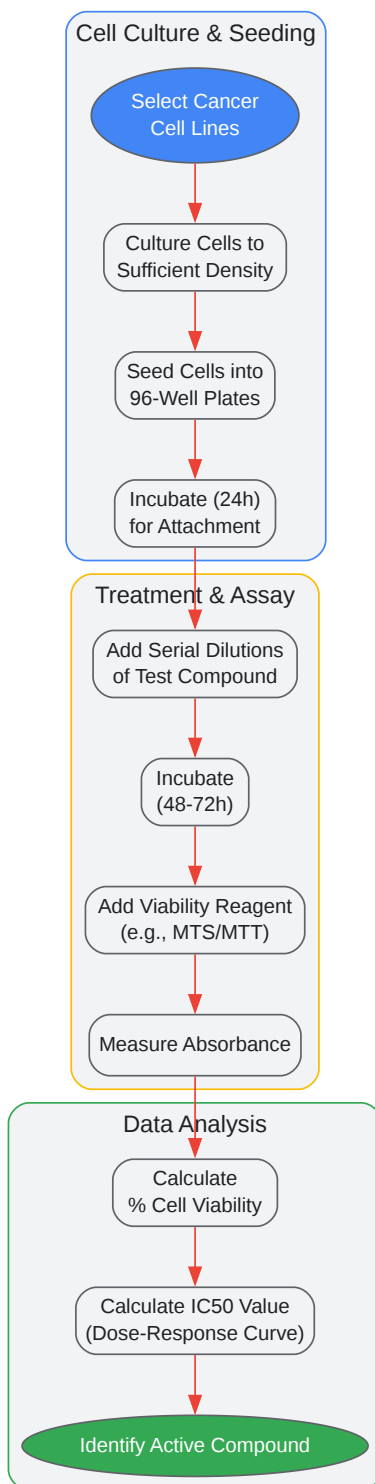 Cell Culture & Seeding
Select Cancer
Cell Lines
Culture Cells to
Sufficient Density
Seed Cells into
96-Well Plates
Incubate (24h)
for Attachment
Treatment & Assay
Add Serial Dilutions
of Test Compound
Incubate
(48-72h)
Add Viability Reagent
(e.g., MTS/MTT)
Measure Absorbance
Data Analysis
Calculate
% Cell Viability
Calculate IC50 Value
(Dose-Response Curve)
Identify Active Compound